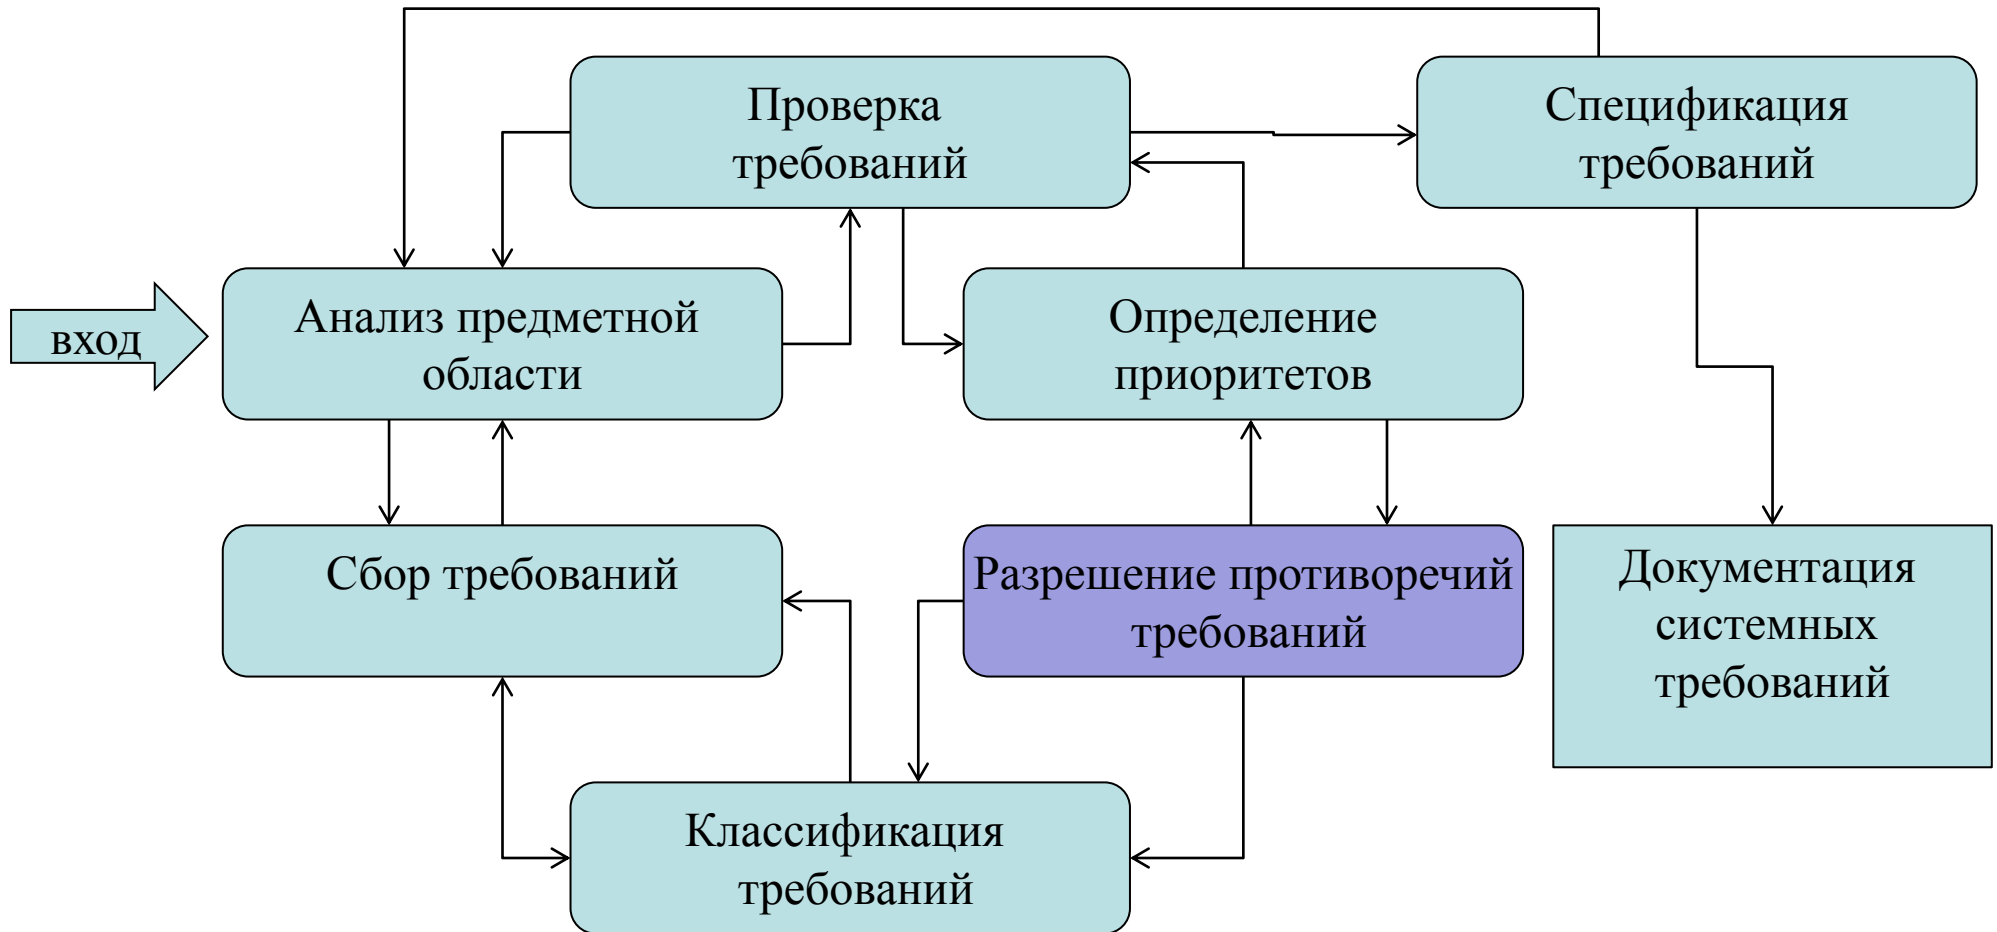 Проверка
требований
Спецификация
требований
вход
Анализ предметной
области
Определение
приоритетов
Сбор требований
Разрешение противоречий
требований
Документация
системных
требований
Классификация
требований